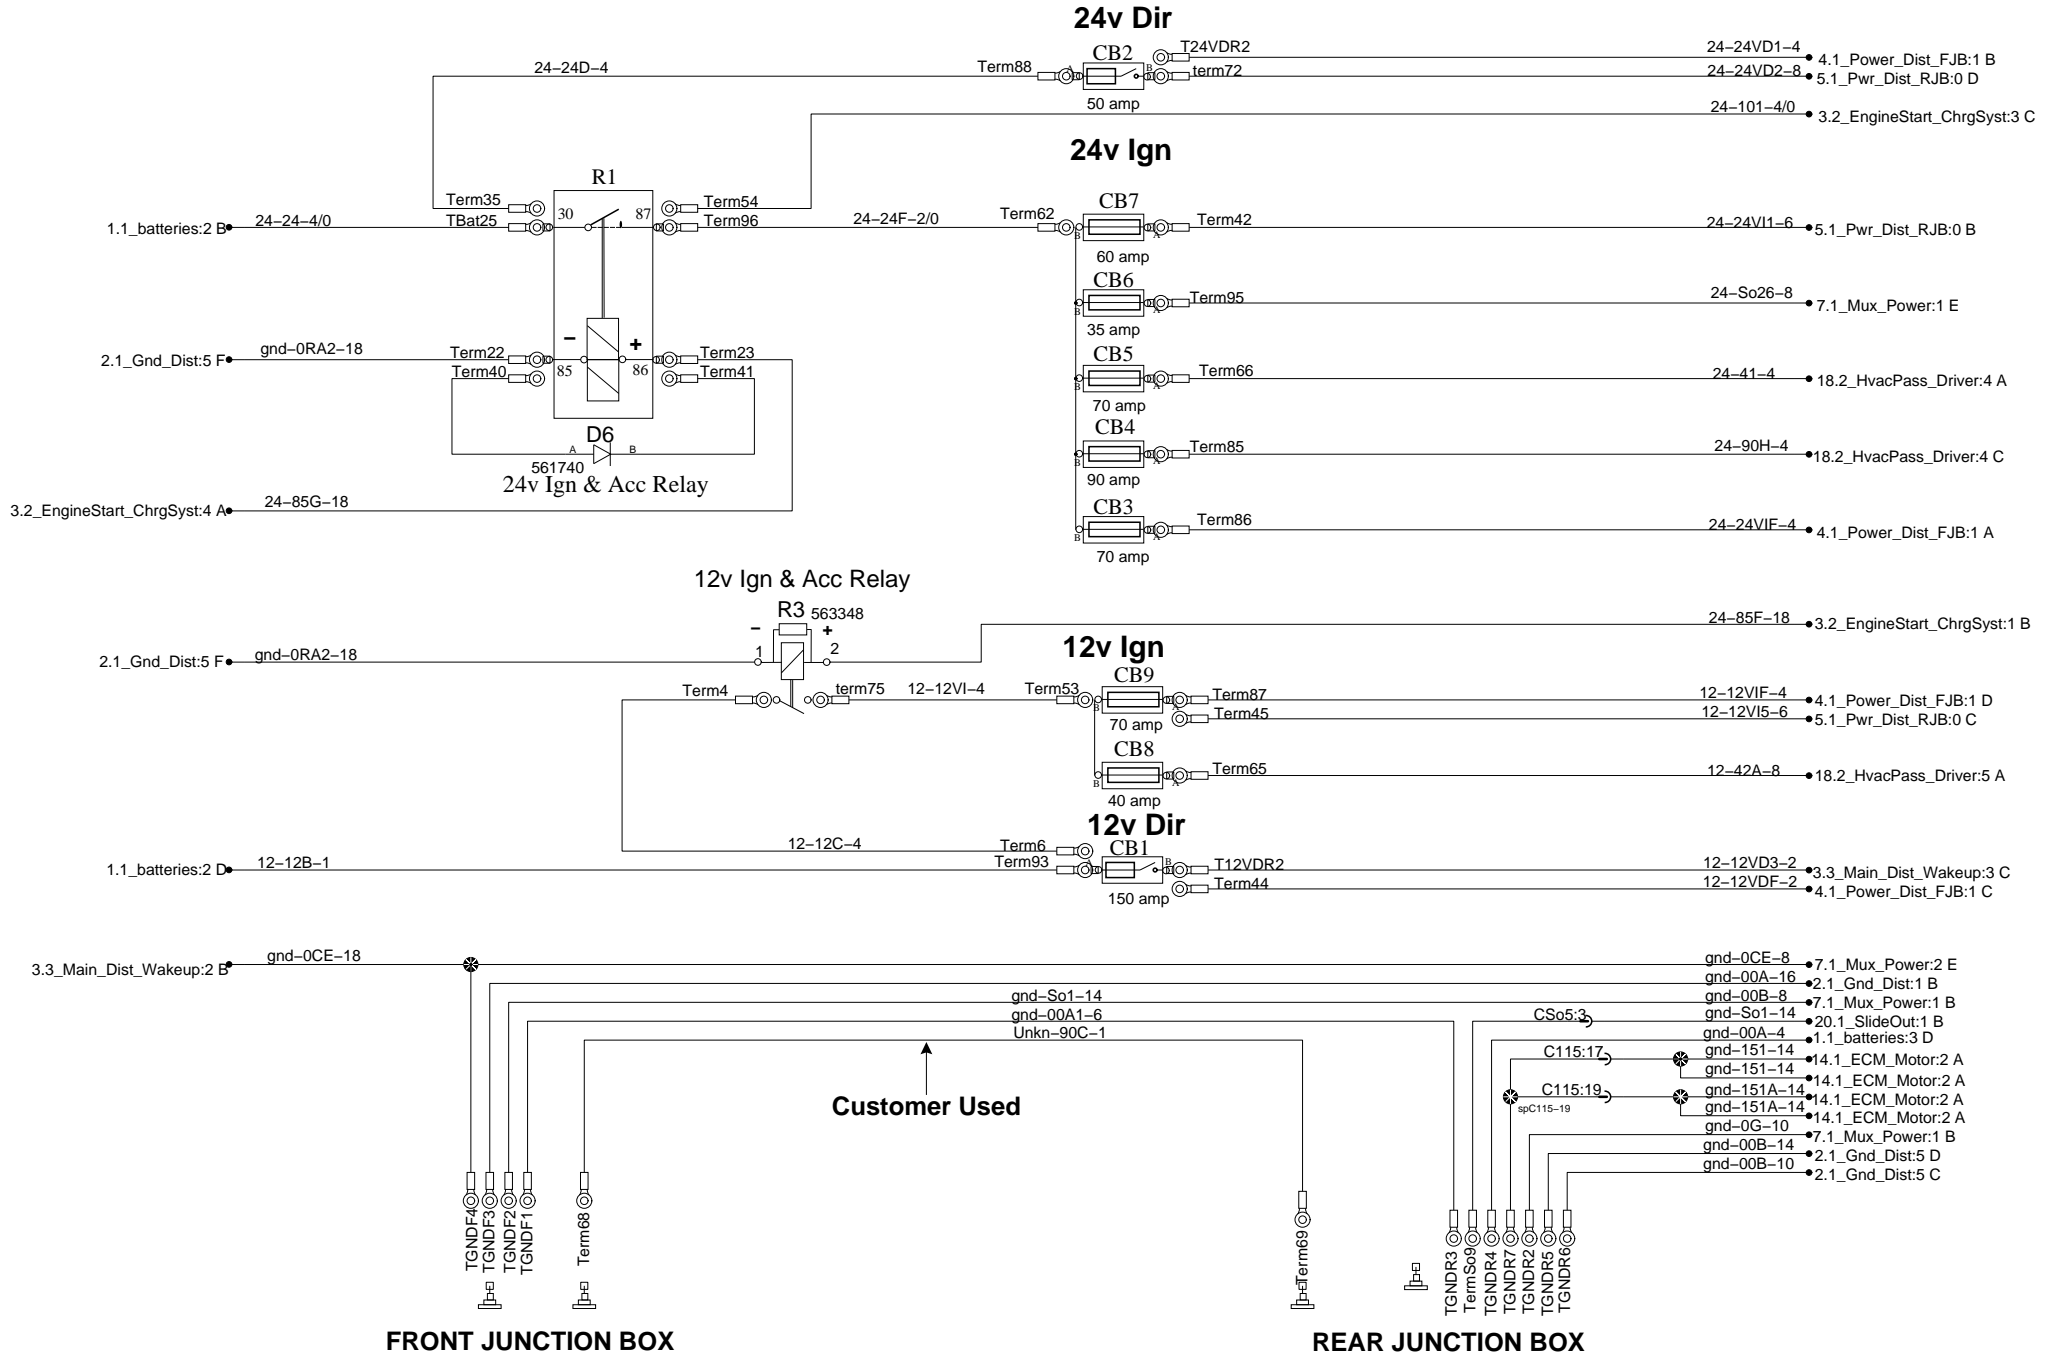 24v Dir
CB2
T24VDR2
24-24VD1-4
4.1_Power_Dist_FJB:1 B
24-24D-4
Term88
A
B
term72
24-24VD2-8
5.1_Pwr_Dist_RJB:0 D
50 amp
24-101-4/0
3.2_EngineStart_ChrgSyst:3 C
24v Ign
R1
Term35
30
87
Term54
CB7
1.1_batteries:2 B
24-24-4/0
TBat25
Term96
24-24F-2/0
Term62
B
A
Term42
24-24VI1-6
5.1_Pwr_Dist_RJB:0 B
60 amp
CB6
B
A
Term95
24-So26-8
7.1_Mux_Power:1 E
35 amp
2.1_Gnd_Dist:5 F
gnd-0RA2-18
Term22
85
−
+
86
Term23
CB5
Term40
Term41
B
A
Term66
24-41-4
18.2_HvacPass_Driver:4 A
70 amp
D6
A
B
561740
24v Ign & Acc Relay
CB4
B
A
Term85
24-90H-4
18.2_HvacPass_Driver:4 C
90 amp
3.2_EngineStart_ChrgSyst:4 A
24-85G-18
CB3
B
A
Term86
24-24VIF-4
4.1_Power_Dist_FJB:1 A
70 amp
12v Ign & Acc Relay
R3 563348
−
+
24-85F-18
3.2_EngineStart_ChrgSyst:1 B
2.1_Gnd_Dist:5 F
gnd-0RA2-18
1
2
12v Ign
CB9
Term4
term75
12-12VI-4
Term53
B
A
Term87
12-12VIF-4
4.1_Power_Dist_FJB:1 D
Term45
12-12VI5-6
5.1_Pwr_Dist_RJB:0 C
70 amp
CB8
B
A
Term65
12-42A-8
18.2_HvacPass_Driver:5 A
40 amp
12v Dir
12-12C-4
Term6
CB1
1.1_batteries:2 D
12-12B-1
Term93
A
B
T12VDR2
12-12VD3-2
3.3_Main_Dist_Wakeup:3 C
Term44
12-12VDF-2
4.1_Power_Dist_FJB:1 C
150 amp
3.3_Main_Dist_Wakeup:2 B
gnd-0CE-18
gnd-0CE-8
7.1_Mux_Power:2 E
gnd-00A-16
2.1_Gnd_Dist:1 B
gnd-So1-14
gnd-00B-8
7.1_Mux_Power:1 B
gnd-00A1-6
CSo5:3
gnd-So1-14
20.1_SlideOut:1 B
Unkn-90C-1
gnd-00A-4
1.1_batteries:3 D
C115:17
gnd-151-14
14.1_ECM_Motor:2 A
gnd-151-14
14.1_ECM_Motor:2 A
C115:19
spC115-19
gnd-151A-14
14.1_ECM_Motor:2 A
gnd-151A-14
14.1_ECM_Motor:2 A
Customer Used
gnd-0G-10
7.1_Mux_Power:1 B
gnd-00B-14
2.1_Gnd_Dist:5 D
gnd-00B-10
2.1_Gnd_Dist:5 C
TGNDF4
TGNDF3
TGNDF2
TGNDF1
Term68
Term69
TGNDR3
TermSo9
TGNDR4
TGNDR7
TGNDR2
TGNDR5
TGNDR6
FRONT JUNCTION BOX
REAR JUNCTION BOX